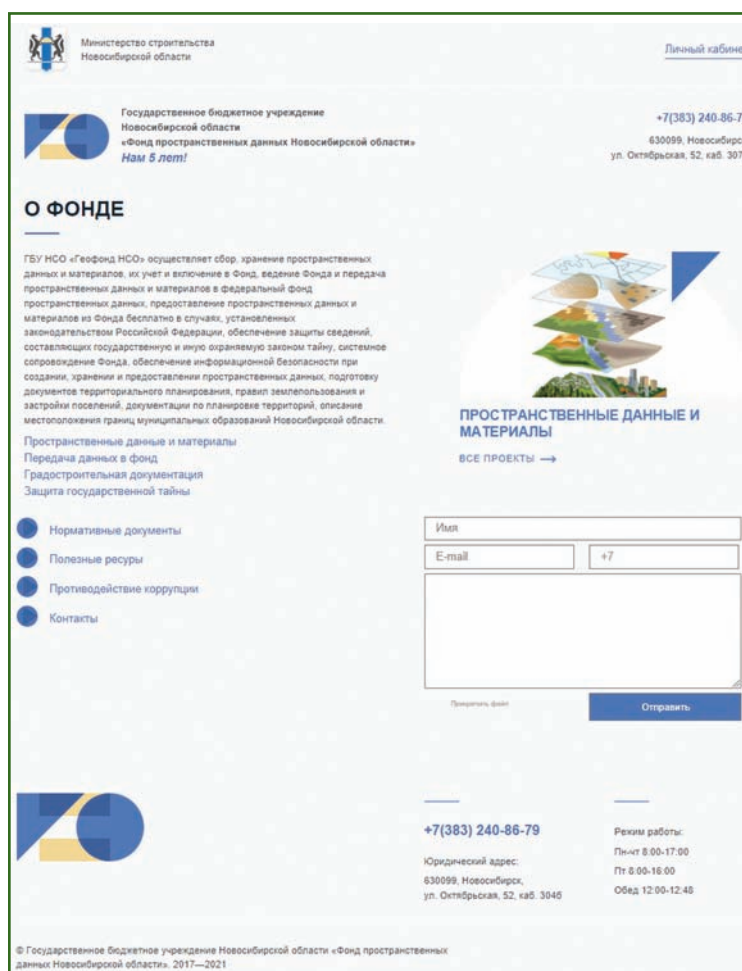 Министерство строительства
Новосибирской области
Личный кабине
Государственное бюджетное учреждение
Новосибирской области
«Фонд пространственных данных Новосибирской области»
Нам 5 лет!
+7(383) 240-86-7
630099, Новосибирс
ул. Октябрьская, 52, каб. 307
О ФОНДЕ
ГБУ НСО «Геофонд НСО» осуществляет сбор, хранение пространственных
данных и материалов, их учет и включение в Фонд, ведение Фонда и передача
пространственных данных и материалов в федеральный фонд
пространственных данных, предоставление пространственных данных и
материалов из Фонда бесплатно в случаях, установленных
законодательством Российской Федерации, обеспечение защиты сведений,
составляющих государственную и иную охраняемую законом тайну, системное
сопровождение Фонда, обеспечение информационной безопасности при
создании, хранении и предоставлении пространственных данных, подготовку
документов территориального планирования, правил землепользования и
застройки поселений, документации по планировке территорий, описание
местоположения границ муниципальных образований Новосибирской области.
Пространственные данные и материалы
Передача данных в фонд
Градостроительная документация
Защита государственной тайны
ПРОСТРАНСТВЕННЫЕ ДАННЫЕ И
МАТЕРИАЛЫ
ВСЕ ПРОЕКТЫ →
Нормативные документы
Полезные ресуры
Противодействие коррупции
Контакты
Имя
E-mail
+7
Прикрепить файл
Отправить
+7(383) 240-86-79
Юридический адрес:
630099, Новосибирск,
ул. Октябрьская, 52, каб. 304б
Режим работы:
Пн-чт 8:00-17:00
Пт 8:00-16:00
Обед 12:00-12:48
© Государственное бюджетное учреждение Новосибирской области «Фонд пространственных
данных Новосибирской области». 2017—2021